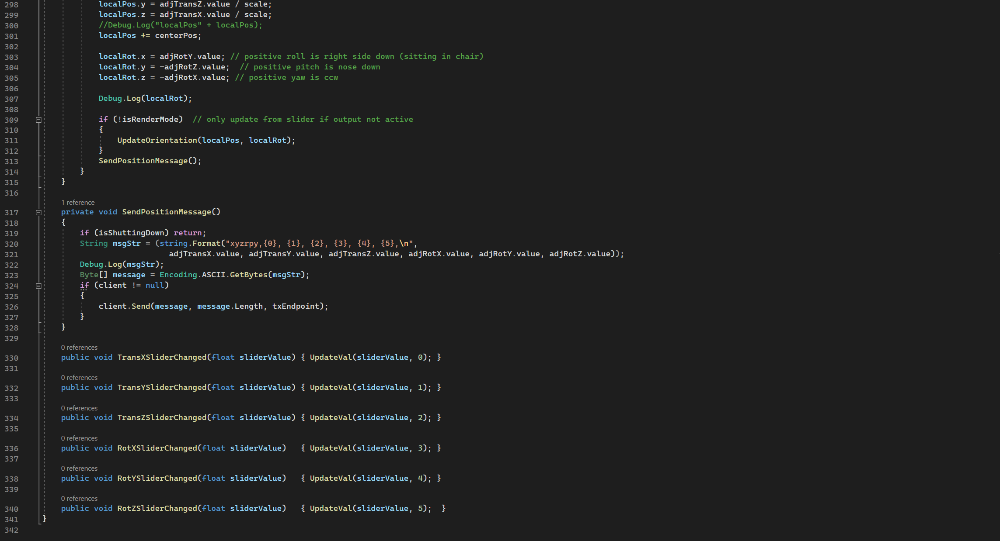 298 localPos.y = adjTransZ.value / scale;
299 localPos.z = adjTransX.value / scale;
300 //Debug.Log("localPos" + localPos);
301 localPos += centerPos;
302
303 localRot.x = adjRotY.value; // positive roll is right side down (sitting in chair)
304 localRot.y = -adjRotZ.value;  // positive pitch is nose down
305 localRot.z = -adjRotX.value; // positive yaw is ccw
306
307 Debug.Log(localRot);
308
309 if (!isRenderMode)  // only update from slider if output not active
310 {
311 UpdateOrientation(localPos, localRot);
312 }
313 SendPositionMessage();
314 }
315 }
316
1 reference
317 private void SendPositionMessage()
318 {
319 if (isShuttingDown) return;
320 String msgStr = (string.Format("xyzrpy,{0}, {1}, {2}, {3}, {4}, {5},\n",
321 adjTransX.value, adjTransY.value, adjTransZ.value, adjRotX.value, adjRotY.value, adjRotZ.value));
322 Debug.Log(msgStr);
323 Byte[] message = Encoding.ASCII.GetBytes(msgStr);
324 if (client != null)
325 {
326 client.Send(message, message.Length, txEndpoint);
327 }
328 }
329
0 references
330 public void TransXSliderChanged(float sliderValue) { UpdateVal(sliderValue, 0); }
331
0 references
332 public void TransYSliderChanged(float sliderValue) { UpdateVal(sliderValue, 1); }
333
0 references
334 public void TransZSliderChanged(float sliderValue) { UpdateVal(sliderValue, 2); }
335
0 references
336 public void RotXSliderChanged(float sliderValue)   { UpdateVal(sliderValue, 3); }
337
0 references
338 public void RotYSliderChanged(float sliderValue)   { UpdateVal(sliderValue, 4); }
339
0 references
340 public void RotZSliderChanged(float sliderValue)   { UpdateVal(sliderValue, 5);  }
341 }
342